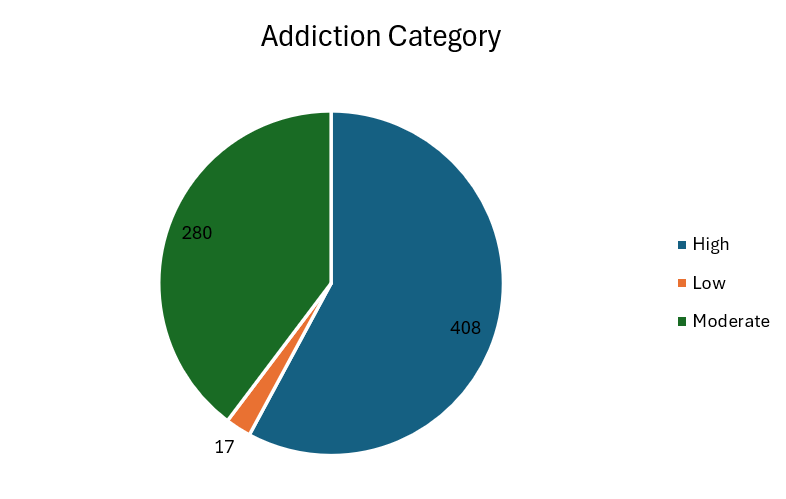 Addiction Category
280
408
17
High
Low
Moderate